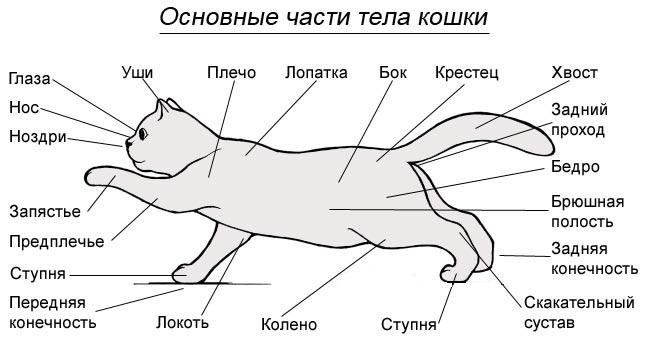 Основные части тела кошки
Глаза
Уши
Плечо
Лопатка
Бок
Крестец
Хвост
Нос
Ноздри
Задний
проход
Бедро
Запястье
Брюшная
полость
Предплечье
Задняя
конечность
Ступня
Передняя
конечность
Локоть
Колено
Ступня
Скакательный
сустав